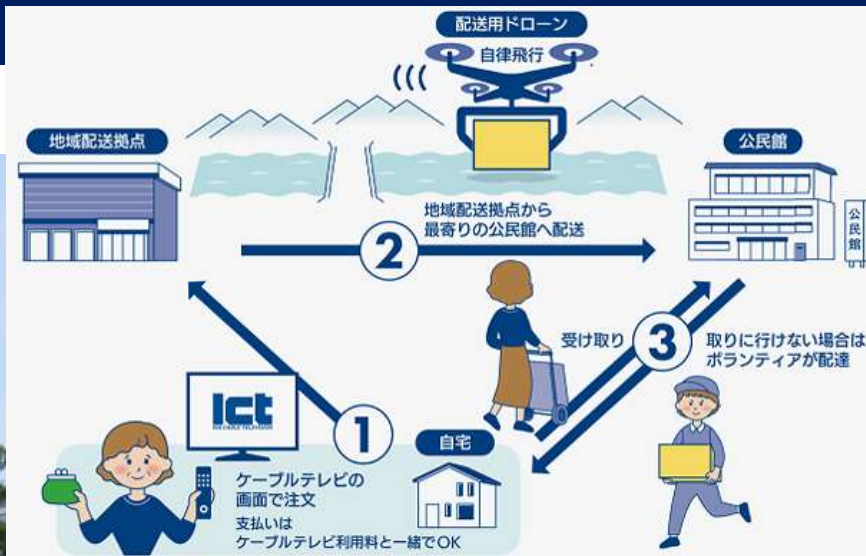 配送用ドローン
自律飛行
地域配送拠点
公民館
公民館
地域配送拠点から
最寄りの公民館へ配送
2
受け取り
3
取りに行けない場合は
ボランティアが配達
1
ict
自宅
ケーブルテレビの
画面で注文
支払いは
ケーブルテレビ利用料と一緒でOK